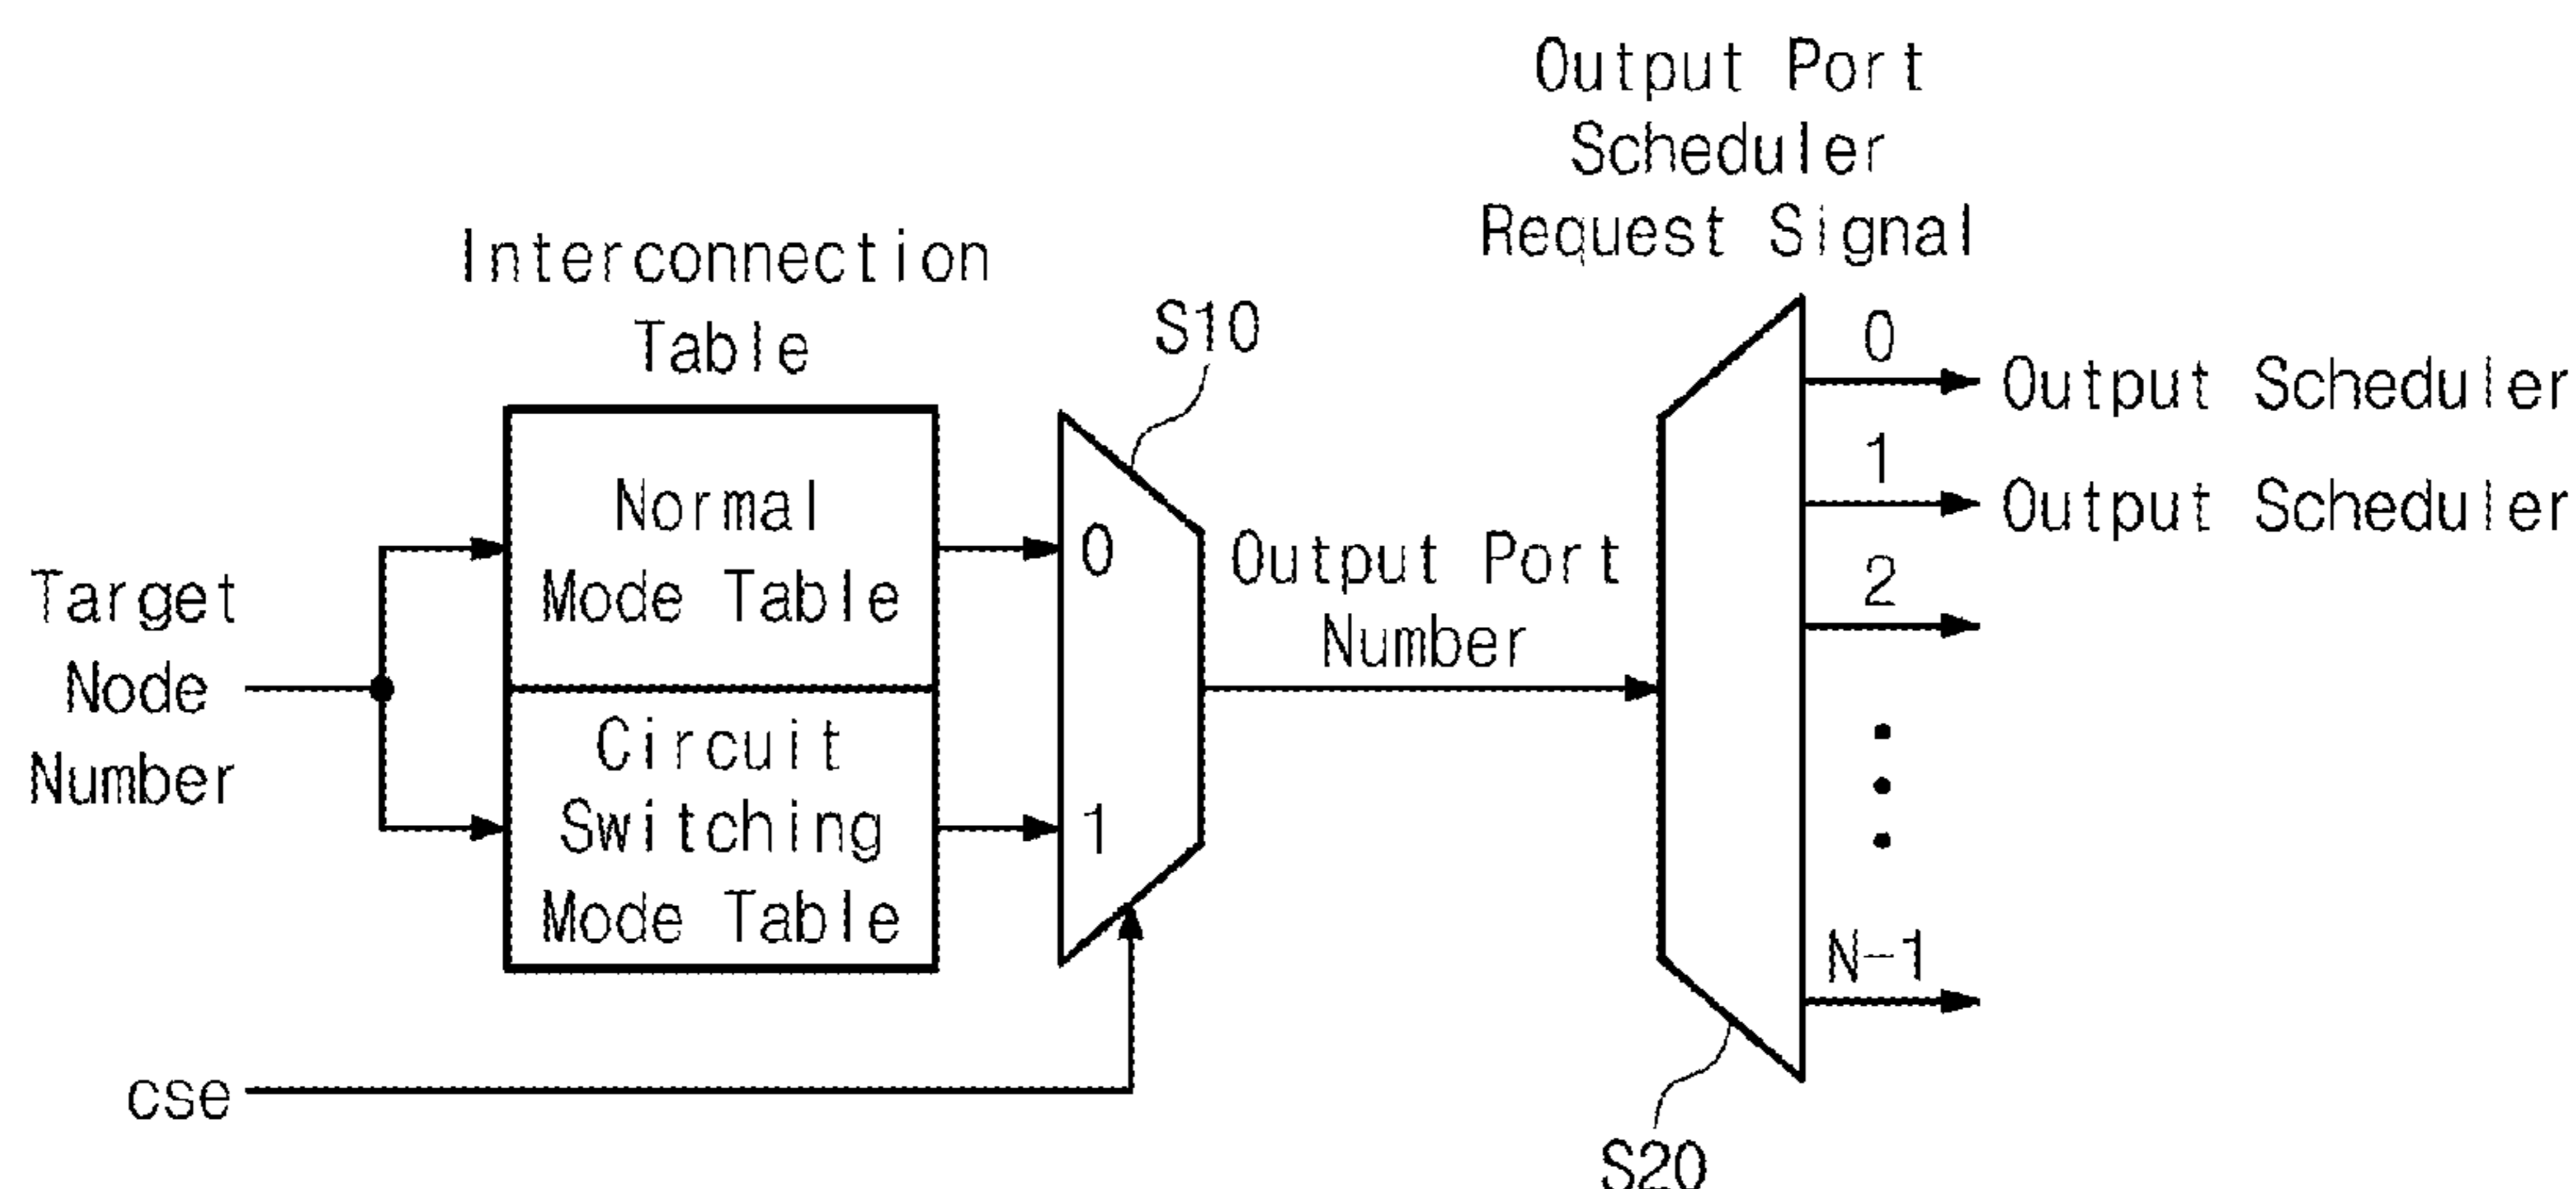 Output Port
Scheduler
Request Signal
Interconnection
Table
S10
0
Output Scheduler
1
Output Scheduler
2
N-1
Normal
Mode Table
0
Output Port
Number
Target
Node
Number
Circuit
Switching
Mode Table
1
cse
S20